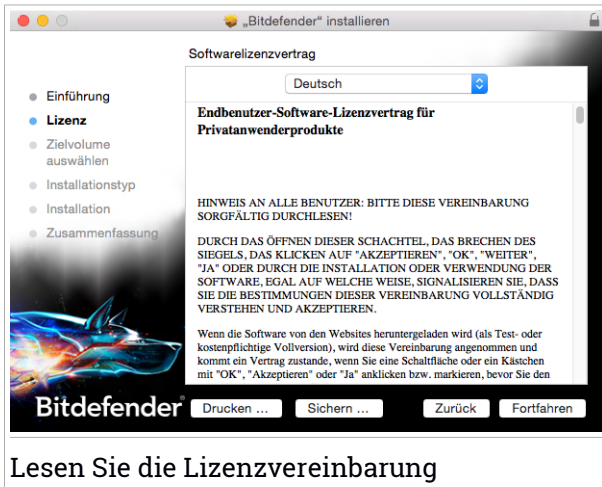 „Bitdefender“ installieren
Softwarelizenzvertrag
Deutsch
Einführung
Lizenz
Zielvolume
auswählen
Installationstyp
Installation
Zusammenfassung
Endbenutzer-Software-Lizenzvertrag für
Privatanwenderprodukte
HINWEIS AN ALLE BENUTZER: BITTE DIESE VEREINBARUNG
SORGFÄLTIG DURCHLESEN!
DURCH DAS ÖFFNEN DIESER SCHACHTEL, DAS BRECHEN DES
SIEGELS, DAS KLICKEN AUF "AKZEPTIEREN", "OK", "WEITER",
"JA" ODER DURCH DIE INSTALLATION ODER VERWENDUNG DER
SOFTWARE, EGAL AUF WELCHE WEISE, SIGNALISIEREN SIE, DASS
SIE DIE BESTIMMUNGEN DIESER VEREINBARUNG VOLLSTÄNDIG
VERSTEHEN UND AKZEPTIEREN.
Wenn die Software von den Websites heruntergeladen wird (als Test- oder
kostenpflichtige Vollversion), wird diese Vereinbarung angenommen und
kommt ein Vertrag zustande, wenn Sie eine Schaltfläche oder ein Kästchen
mit "OK", "Akzeptieren" oder "Ja" anklicken bzw. markieren, bevor Sie den
Bitdefender
Drucken ...
Sichern ...
Zurück
Fortfahren
Lesen Sie die Lizenzvereinbarung